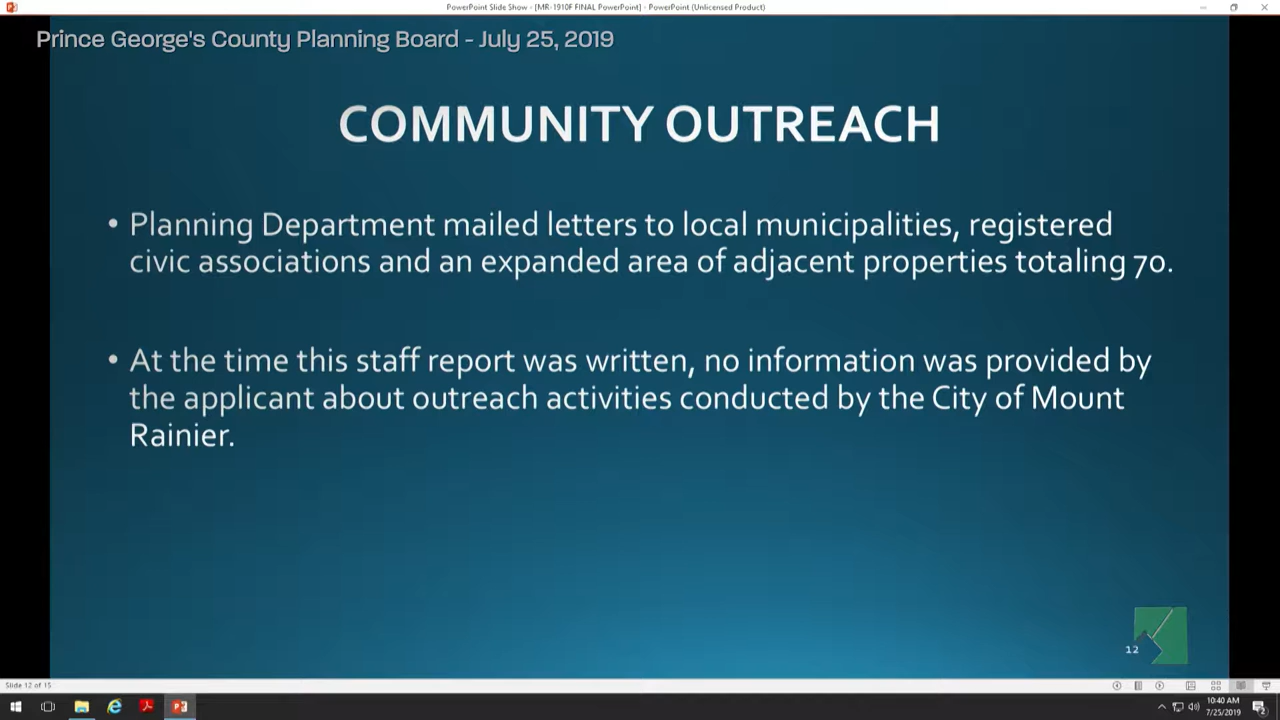 PowerPoint Slide Show - [MR-1910F FINAL PowerPoint] - PowerPoint (Unlicensed Product)
Prince George's County Planning Board - July 25, 2019
COMMUNITY OUTREACH
• Planning Department mailed letters to local municipalities, registered
civic associations and an expanded area of adjacent properties totaling 70.
• At the time this staff report was written, no information was provided by
the applicant about outreach activities conducted by the City of Mount
Rainier.
12
Slide 12 of 15
10:40 AM
7/25/2019
2